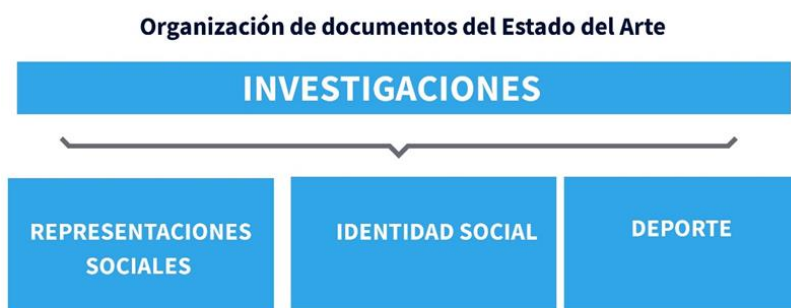 Organización de documentos del Estado del Arte
INVESTIGACIONES
REPRESENTACIONES
SOCIALES
IDENTIDAD SOCIAL
DEPORTE